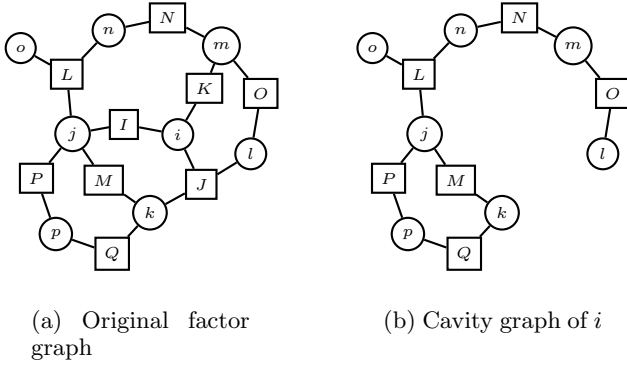 n N m
o L K O
j I i l
P M J
k
p Q
n N m
o L O
j l
P M
k
p Q
(a) Original factor
graph
(b) Cavity graph of i